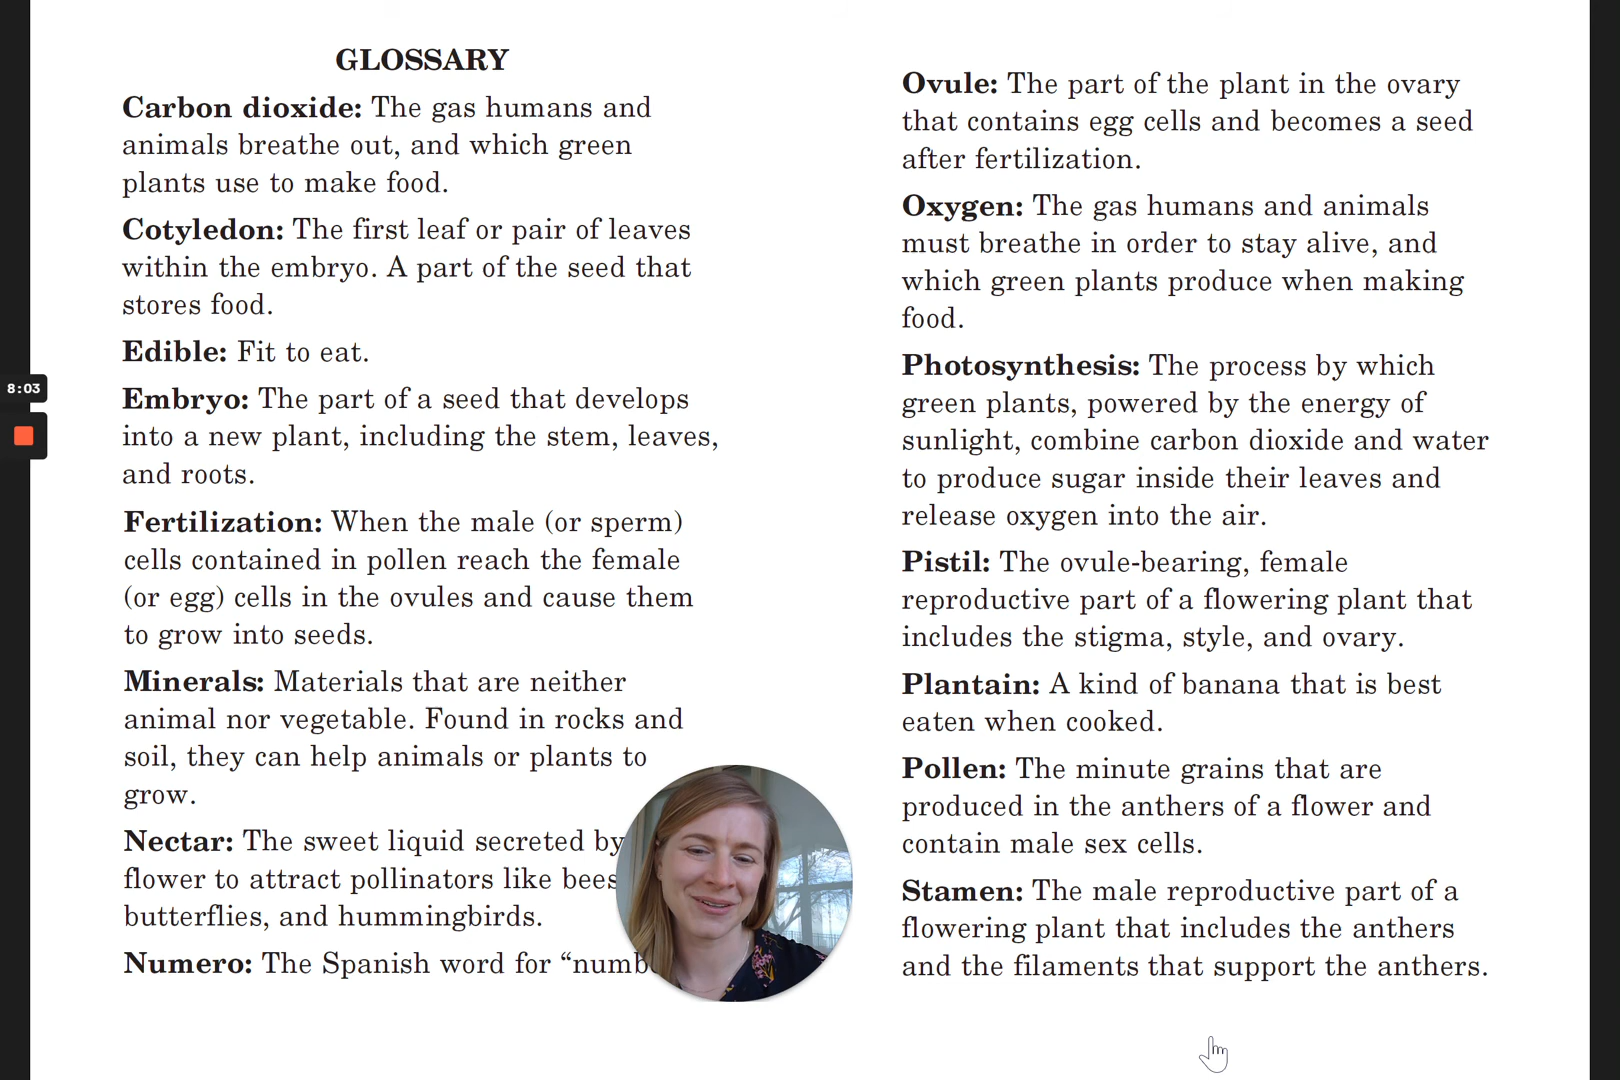 GLOSSARY
Carbon dioxide: The gas humans and
animals breathe out, and which green
plants use to make food.
Cotyledon: The first leaf or pair of leaves
within the embryo. A part of the seed that
stores food.
Edible: Fit to eat.
Embryo: The part of a seed that develops
into a new plant, including the stem, leaves,
and roots.
Fertilization: When the male (or sperm)
cells contained in pollen reach the female
(or egg) cells in the ovules and cause them
to grow into seeds.
Minerals: Materials that are neither
animal nor vegetable. Found in rocks and
soil, they can help animals or plants to
grow.
Nectar: The sweet liquid secreted by
flower to attract pollinators like bees
butterflies, and hummingbirds.
Numero: The Spanish word for
Ovule: The part of the plant in the ovary
that contains egg cells and becomes a seed
after fertilization.
Oxygen: The gas humans and animals
must breathe in order to stay alive, and
which green plants produce when making
food.
Photosynthesis: The process by which
green plants, powered by the energy of
sunlight, combine carbon dioxide and water
to produce sugar inside their leaves and
release oxygen into the air.
Pistil: The ovule-bearing, female
reproductive part of a flowering plant that
includes the stigma, style, and ovary.
Plantain: A kind of banana that is best
eaten when cooked.
Pollen: The minute grains that are
produced in the anthers of a flower and
contain male sex cells.
Stamen: The male reproductive part of a
flowering plant that includes the anthers
and the filaments that support the anthers.
8:03